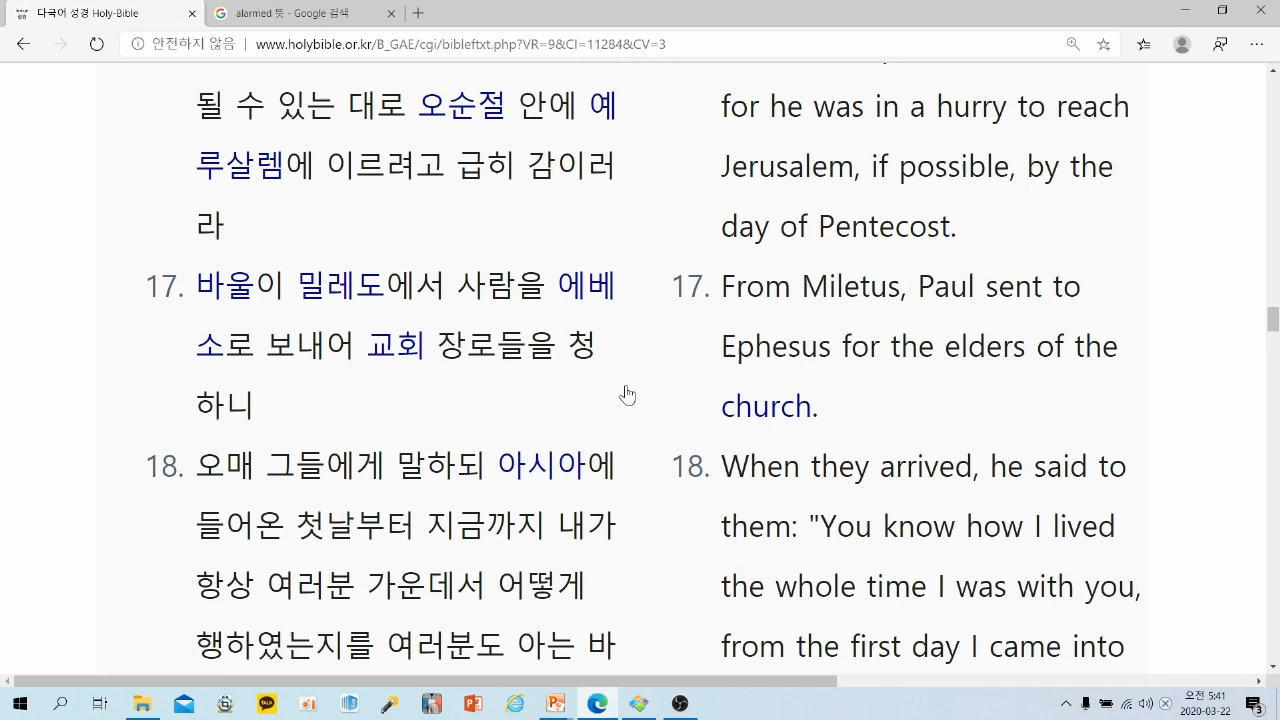 다국어 성경 Holy-Bible
alarmed 뜻 - Google 검색
안전하지 않음
www.holybible.or.kr/B_GAE/cgi/bibleftxt.php?VR=9&CI=11284&CV=3
될 수 있는 대로 오순절 안에 예
루살렘에 이르려고 급히 감이러
라
17. 바울이 밀레도에서 사람을 에베
소로 보내어 교회 장로들을 청
하니
18. 오매 그들에게 말하되 아시아에
들어온 첫날부터 지금까지 내가
항상 여러분 가운데서 어떻게
행하였는지를 여러분도 아는 바
for he was in a hurry to reach
Jerusalem, if possible, by the
day of Pentecost.
17. From Miletus, Paul sent to
Ephesus for the elders of the
church.
18. When they arrived, he said to
them: "You know how I lived
the whole time I was with you,
from the first day I came into
TALK
오전 5:41
2020-03-22
3